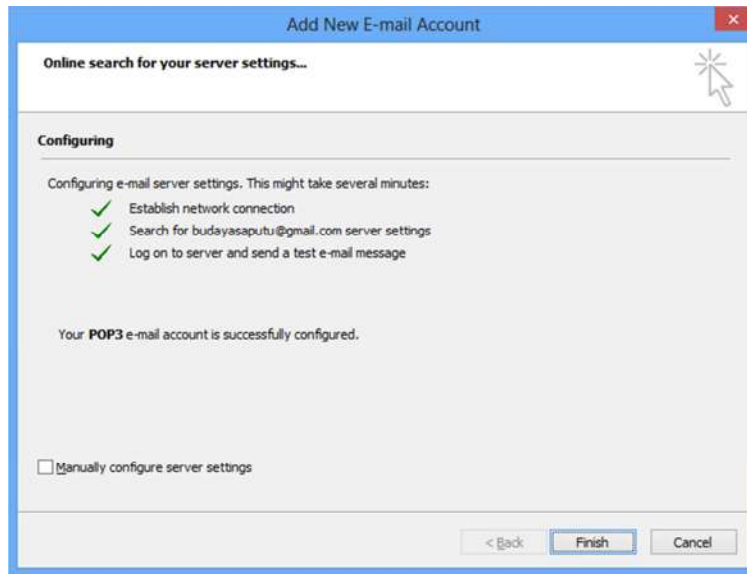 Add New E-mail Account
Online search for your server settings...
Configuring
Configuring e-mail server settings. This might take several minutes:
Establish network connection
Search for budayasaputu@gmail.com server settings
Log on to server and send a test e-mail message
Your POP3 e-mail account is successfully configured.
Manually configure server settings
< Back Finish Cancel